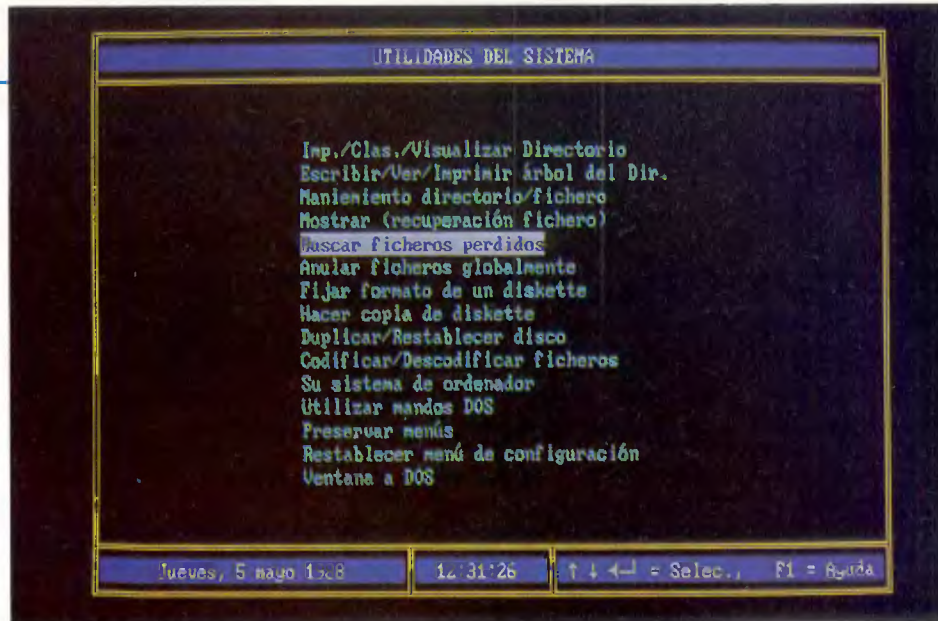 UTILIDADES DEL SISTEMA
Imp./Clas./Visualizar Directorio
Escribir/Ver/Imprimir árbol del Dir.
Maniemiento directorio/fichero
Mostrar (recuperación fichero)
Buscar ficheros perdidos
Anular ficheros globalmente
Fijar formato de un diskette
Hacer copia de diskette
Duplicar/Restablecer disco
Codificar/Descodificar ficheros
Su sistema de ordenador
Utilizar mandos DOS
Preservar menús
Restablecer menú de configuración
Ventana a DOS
Jueves, 5 mayo 1988
12:31:26
↑ ↓ ↵ = Selec., F1 = Ayuda